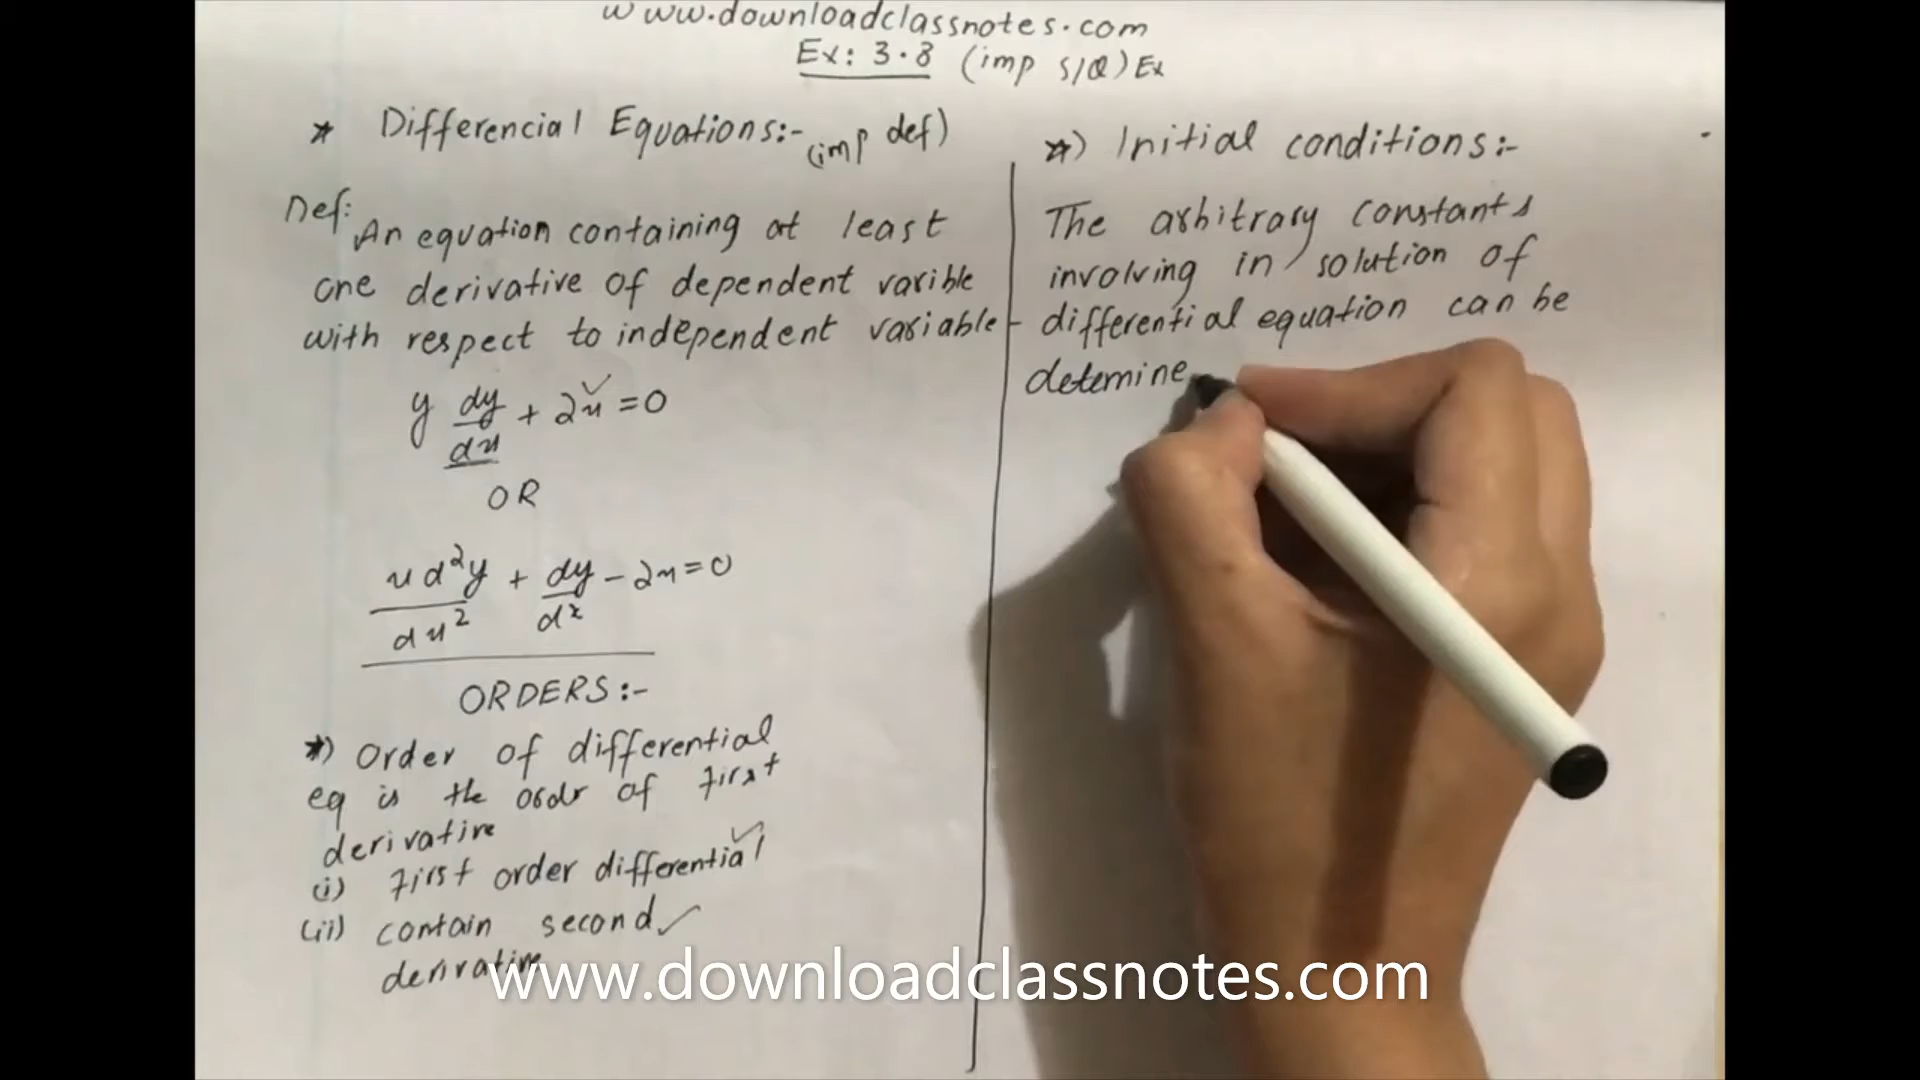 www.downloadclassnotes.com
Ex: 3.8 (imp S/Q) Ex
* Differencial Equations:- (imp def)
Def: An equation containing at least
one derivative of dependent varible
with respect to independent variable-
y dy/dx + 2x = 0
OR
x d²y/dx² + dy/dx - 2x = 0
ORDERS:-
*) Order of differential
eq is the order of first
derivative
(i) first order differential
(ii) contain second
derivative
*) Initial conditions:-
The arbitrary constants
involving in solution of
differential equation can be
detemine
www.downloadclassnotes.com